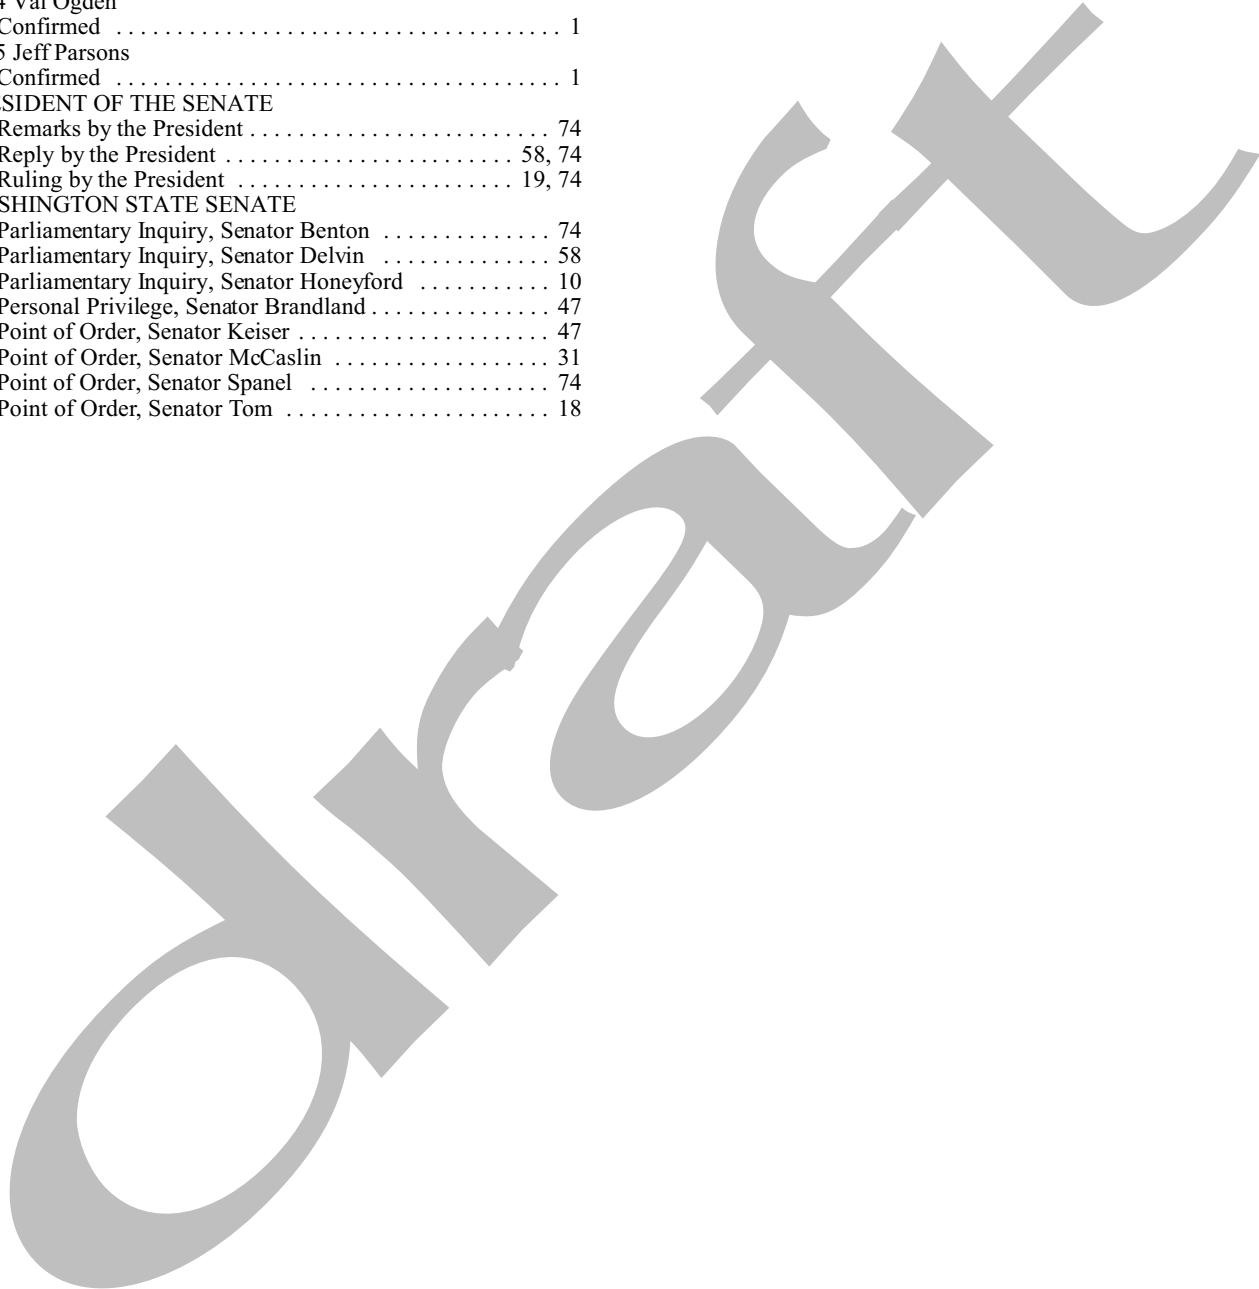 4 Val Ogden
Confirmed . . . . . . . . . . . . . . . . . . . . . . . . . . . . . . . . . . . . . 1
5 Jeff Parsons
Confirmed . . . . . . . . . . . . . . . . . . . . . . . . . . . . . . . . . . . . . 1
SIDENT OF THE SENATE
Remarks by the President . . . . . . . . . . . . . . . . . . . . . . . . . 74
Reply by the President . . . . . . . . . . . . . . . . . . . . . . . . 58, 74
Ruling by the President . . . . . . . . . . . . . . . . . . . . . . . 19, 74
SHINGTON STATE SENATE
Parliamentary Inquiry, Senator Benton . . . . . . . . . . . . . . 74
Parliamentary Inquiry, Senator Delvin . . . . . . . . . . . . . . 58
Parliamentary Inquiry, Senator Honeyford . . . . . . . . . . . 10
Personal Privilege, Senator Brandland . . . . . . . . . . . . . . . 47
Point of Order, Senator Keiser . . . . . . . . . . . . . . . . . . . . . 47
Point of Order, Senator McCaslin . . . . . . . . . . . . . . . . . . 31
Point of Order, Senator Spanel . . . . . . . . . . . . . . . . . . . . 74
Point of Order, Senator Tom . . . . . . . . . . . . . . . . . . . . . . 18
draft